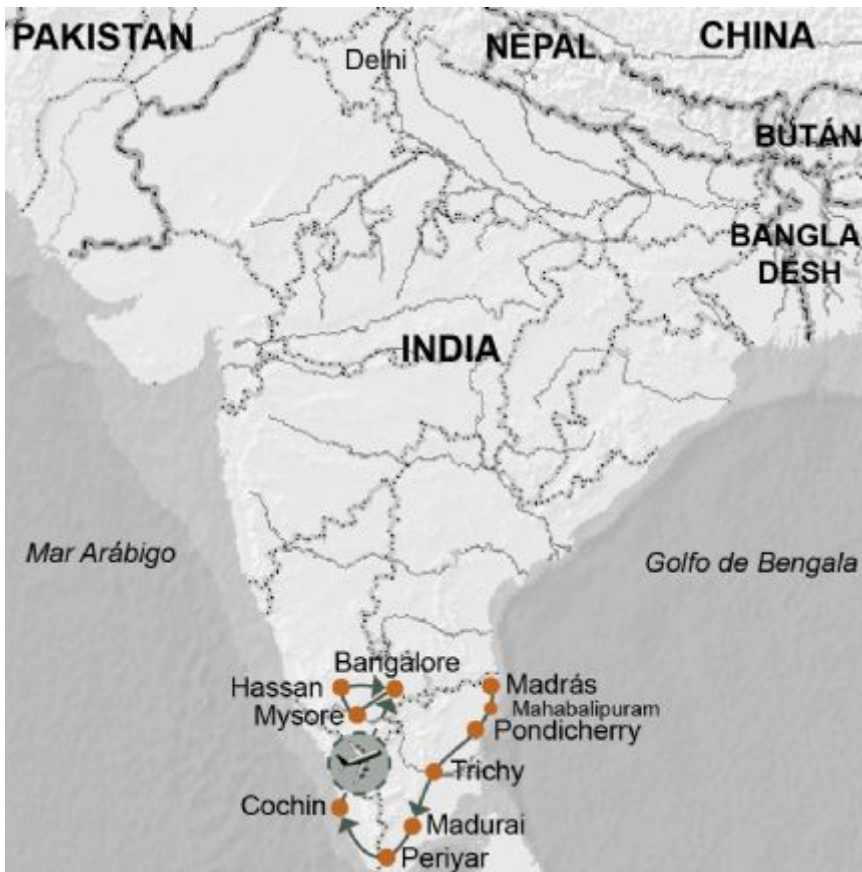 PAKISTAN
Delhi
NEPAL
CHINA
BUTÁN
BANGLA
DESH
INDIA
Mar Arábigo
Golfo de Bengala
Bangalore
Hassan
Mysore
Madrás
Mahabalipuram
Pondicherry
Trichy
Cochin
Madurai
Periyar